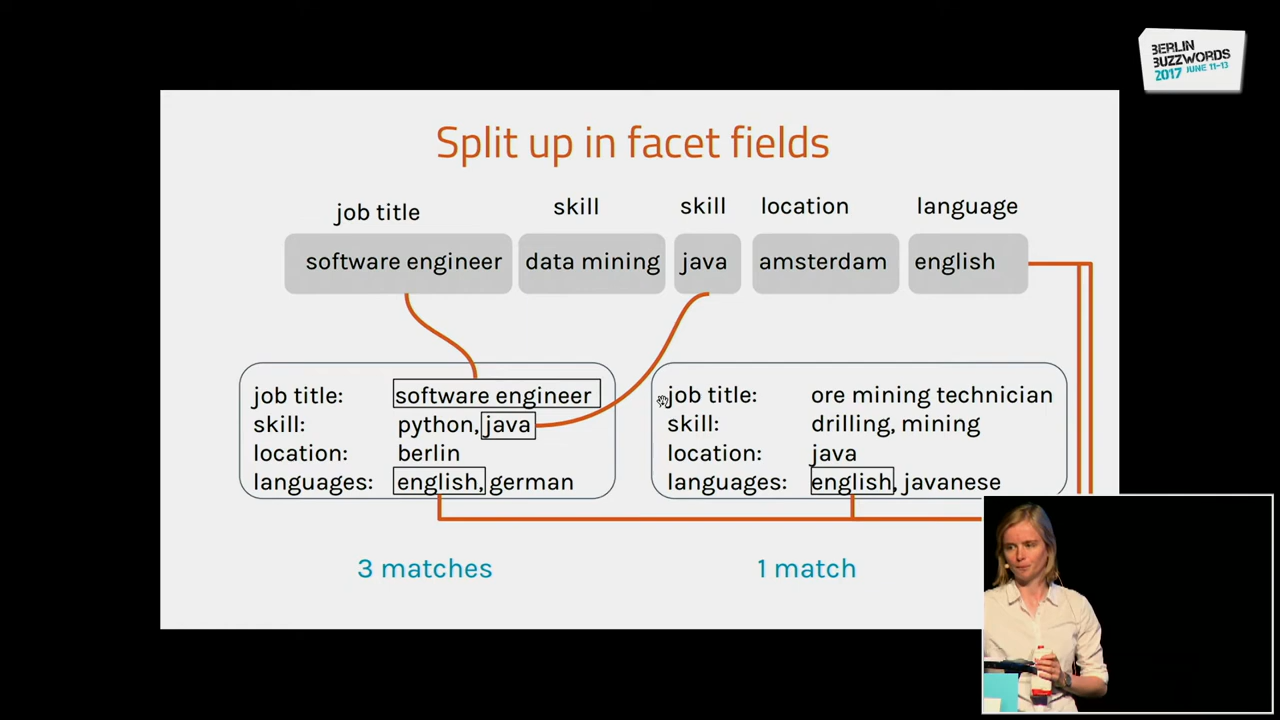 BERLIN
BUZZWORDS
2017 JUNE 11-13
Split up in facet fields
job title skill skill location language
software engineer data mining java amsterdam english
job title: software engineer
skill: python, java
location: berlin
languages: english, german
job title: ore mining technician
skill: drilling, mining
location: java
languages: english, javanese
3 matches
1 match